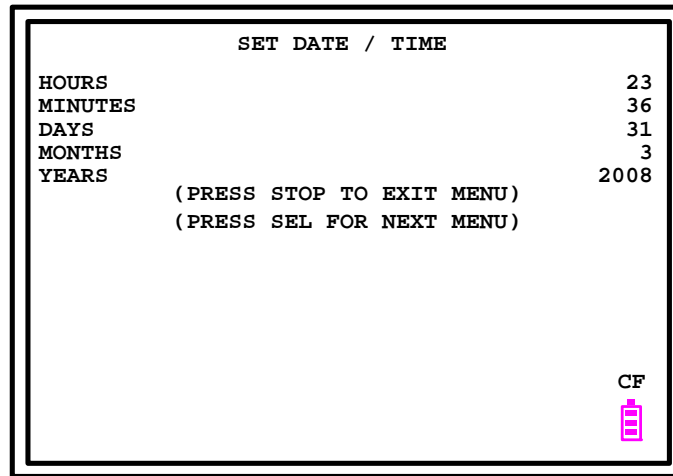 SET DATE / TIME
HOURS 23
MINUTES 36
DAYS 31
MONTHS 3
YEARS 2008
(PRESS STOP TO EXIT MENU)
(PRESS SEL FOR NEXT MENU)
CF